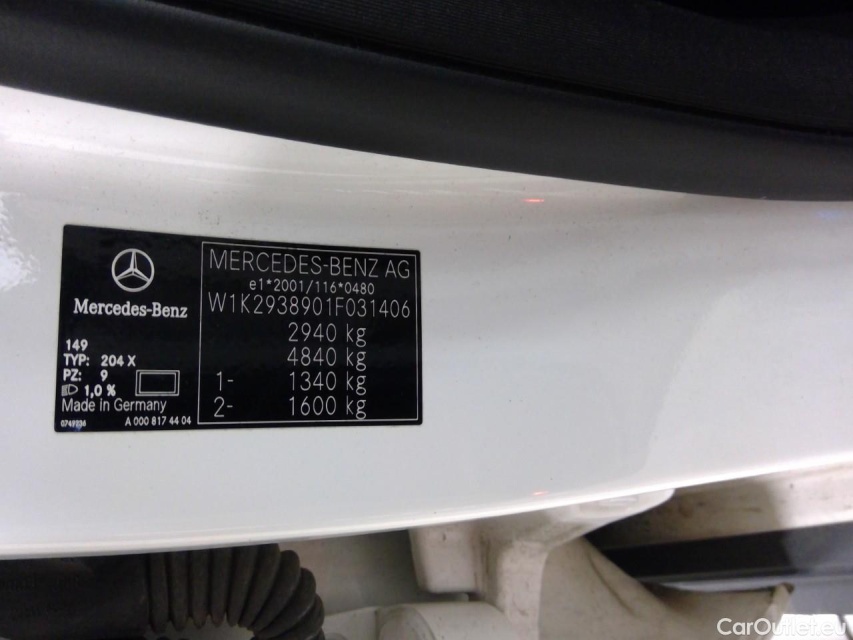 Mercedes-Benz
149
TYP: 204 X
PZ: 9
1,0 %
Made in Germany
0749236 A 000 817 44 04
MERCEDES-BENZ AG
e1*2001/116*0480
W1K2938901F031406
2940 kg
4840 kg
1- 1340 kg
2- 1600 kg
CarOutlet.eu